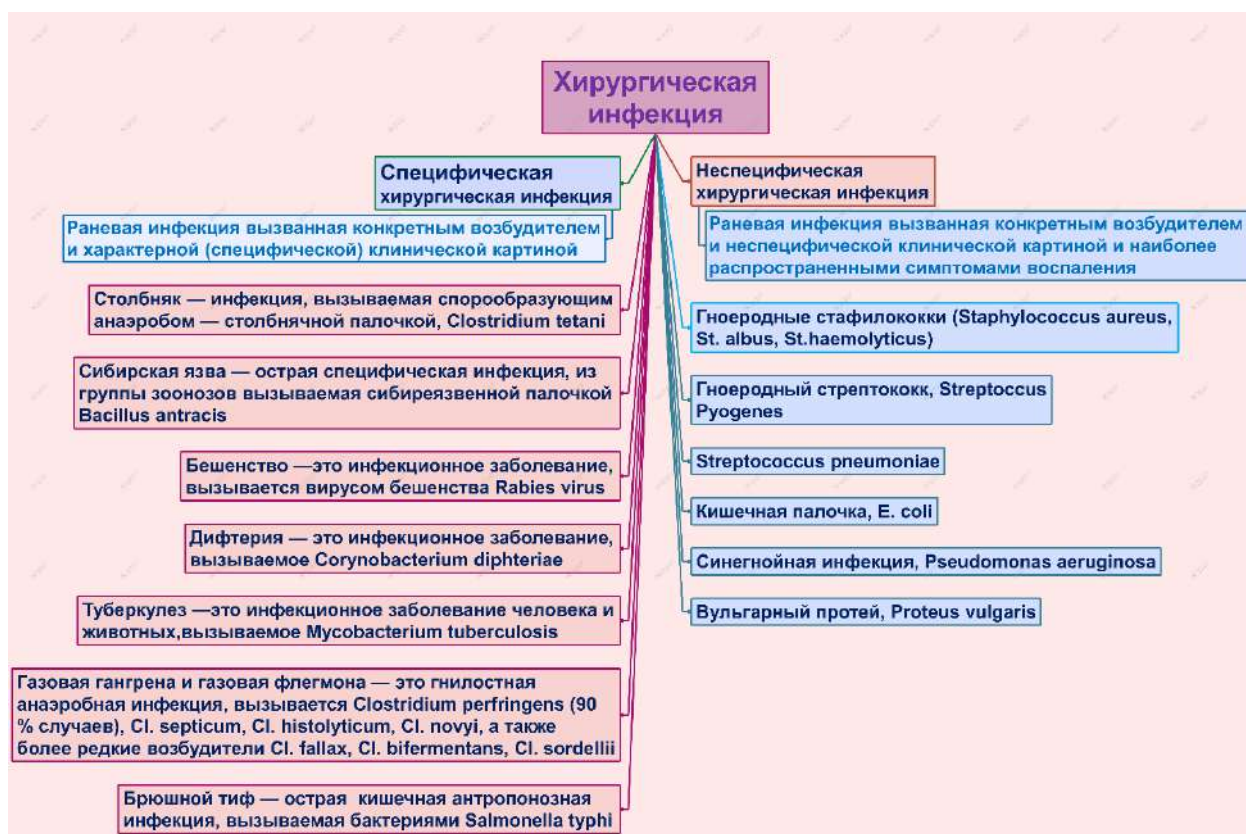 Хирургическая
инфекция
Специфическая
хирургическая инфекция
Раневая инфекция вызванная конкретным возбудителем
и характерной (специфической) клинической картиной
Столбняк — инфекция, вызываемая спорообразующим
анаэробом — столбнячной палочкой, Clostridium tetani
Сибирская язва — острая специфическая инфекция, из
группы зоонозов вызываемая сибиреязвенной палочкой
Bacillus antracis
Бешенство —это инфекционное заболевание,
вызывается вирусом бешенства Rabies virus
Дифтерия — это инфекционное заболевание,
вызываемое Corynobacterium diphteriae
Туберкулез —это инфекционное заболевание человека и
животных,вызываемое Mycobacterium tuberculosis
Газовая гангрена и газовая флегмона — это гнилостная
анаэробная инфекция, вызывается Clostridium perfringens (90
% случаев), Cl. septicum, Cl. histolyticum, Cl. novyi, а также
более редкие возбудители Cl. fallax, Cl. bifermentans, Cl. sordellii
Брюшной тиф — острая кишечная антропонозная
инфекция, вызываемая бактериями Salmonella typhi
Неспецифическая
хирургическая инфекция
Раневая инфекция вызванная конкретным возбудителем
и неспецифической клинической картиной и наиболее
распространенными симптомами воспаления
Гноеродные стафилококки (Staphylococcus aureus,
St. albus, St.haemolyticus)
Гноеродный стрептококк, Streptoccus
Pyogenes
Streptococcus pneumoniae
Кишечная палочка, E. coli
Синегнойная инфекция, Pseudomonas aeruginosa
Вульгарный протей, Proteus vulgaris